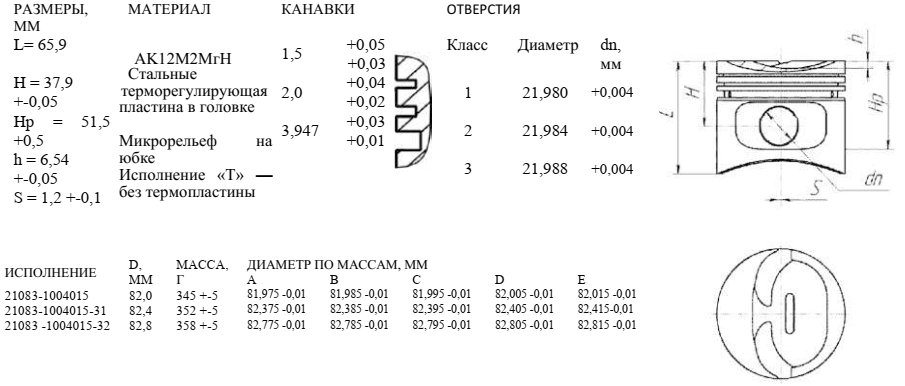 РАЗМЕРЫ, ММ
L= 65,9
H = 37,9
+-0,05
Hp = 51,5
+0,5
h = 6,54
+-0,05
S = 1,2 +-0,1
МАТЕРИАЛ
АК12М2МгН
Стальные
терморегулирующая
пластина в головке
Микрорельеф на
юбке
Исполнение «Т» —
без термопластины
КАНАВКИ
1,5 +0,05
+0,03
2,0 +0,04
+0,02
3,947 +0,03
+0,01
ОТВЕРСТИЯ
Класс Диаметр dn, мм
1 21,980 +0,004
2 21,984 +0,004
3 21,988 +0,004
h
H
L
Hp
S
dn
ИСПОЛНЕНИЕ D, ММ МАССА, Г ДИАМЕТР ПО МАССАМ, ММ
A B C D E
21083-1004015 82,0 345 +-5 81,975 -0,01 81,985 -0,01 81,995 -0,01 82,005 -0,01 82,015 -0,01
21083-1004015-31 82,4 352 +-5 82,375 -0,01 82,385 -0,01 82,395 -0,01 82,405 -0,01 82,415-0,01
21083 -1004015-32 82,8 358 +-5 82,775 -0,01 82,785 -0,01 82,795 -0,01 82,805 -0,01 82,815 -0,01